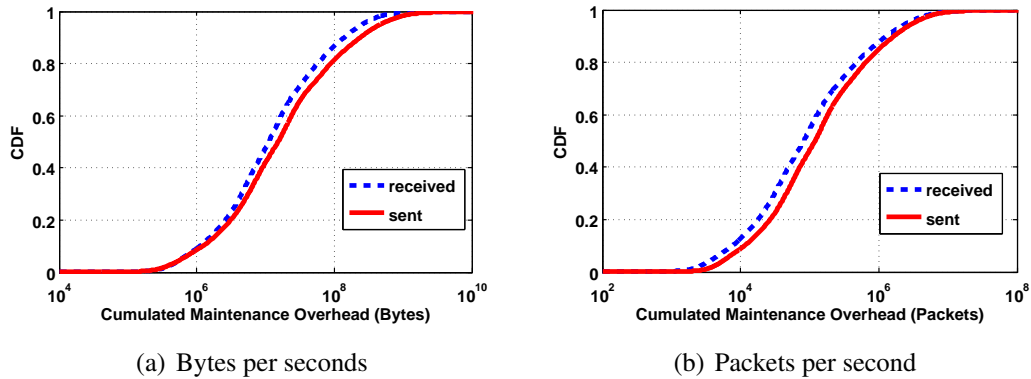 1
0.8
0.6
0.4
0.2
0
CDF
received
sent
10^4
10^6
10^8
10^10
Cumulated Maintenance Overhead (Bytes)
(a) Bytes per seconds
1
0.8
0.6
0.4
0.2
0
CDF
received
sent
10^2
10^4
10^6
10^8
Cumulated Maintenance Overhead (Packets)
(b) Packets per second